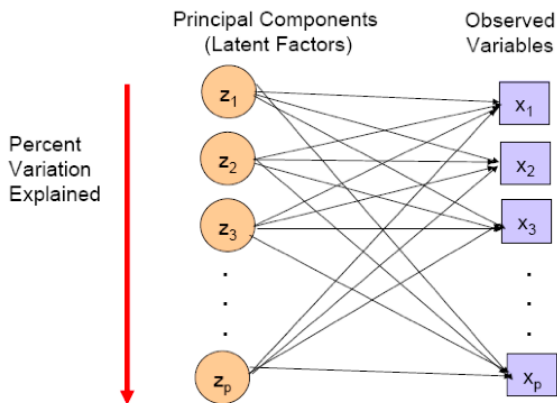 Principal Components
(Latent Factors)
Observed
Variables
Percent
Variation
Explained
z1
x1
z2
x2
z3
x3
.
.
.
.
.
.
zp
xp